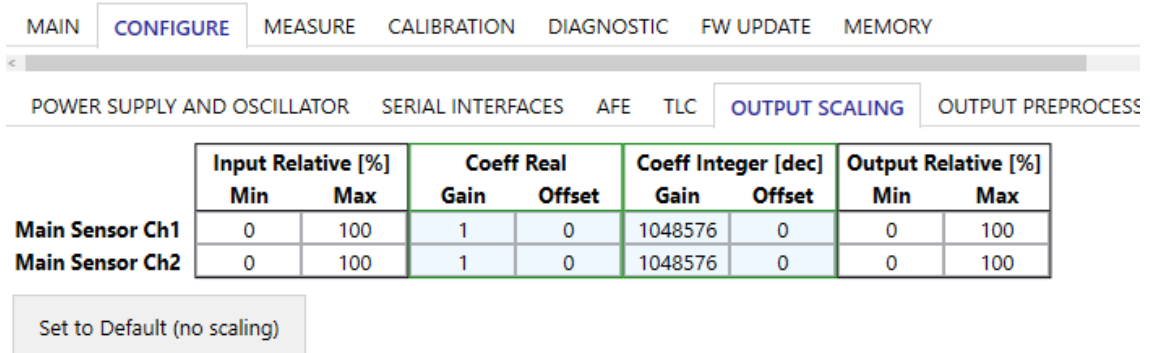 MAIN CONFIGURE MEASURE CALIBRATION DIAGNOSTIC FW UPDATE MEMORY
POWER SUPPLY AND OSCILLATOR SERIAL INTERFACES AFE TLC OUTPUT SCALING OUTPUT PREPROCESS
Input Relative [%] Coeff Real Coeff Integer [dec] Output Relative [%]
Min Max Gain Offset Gain Offset Min Max
Main Sensor Ch1 0 100 1 0 1048576 0 0 100
Main Sensor Ch2 0 100 1 0 1048576 0 0 100
Set to Default (no scaling)